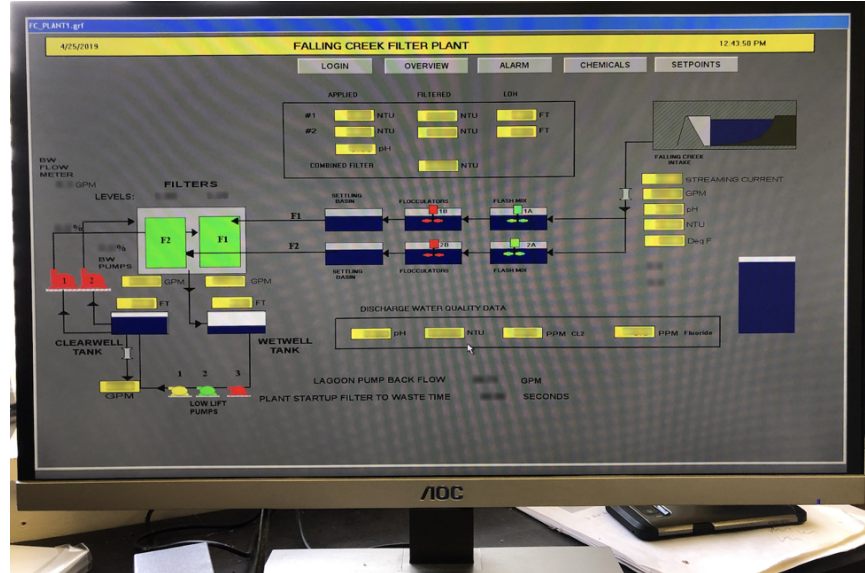 FC_PLANT1.grf
4/25/2019 FALLING CREEK FILTER PLANT 12:43:50 PM
LOGIN OVERVIEW ALARM CHEMICALS SETPOINTS
APPLIED FILTERED LOH
#1 NTU NTU FT
#2 NTU NTU FT
pH
COMBINED FILTER NTU
FALLING CREEK
INTAKE
STREAMING CURRENT
GPM
pH
NTU
Deg F
BW
FLOW
METER
GPM
FILTERS
LEVELS:
%
%
BW
PUMPS
F2 F1
1 2
GPM GPM
FT FT
CLEARWELL
TANK
WETWELL
TANK
GPM
1 2 3
LOW LIFT
PUMPS
SETTLING
BASIN
FLOCCULATORS
FLASH MIX
F1 1B 1A
F2 2B 2A
SETTLING
BASIN
FLOCCULATORS
FLASH MIX
DISCHARGE WATER QUALITY DATA
pH NTU PPM CL2 PPM Fluoride
LAGOON PUMP BACK FLOW GPM
PLANT STARTUP FILTER TO WASTE TIME SECONDS
AOC